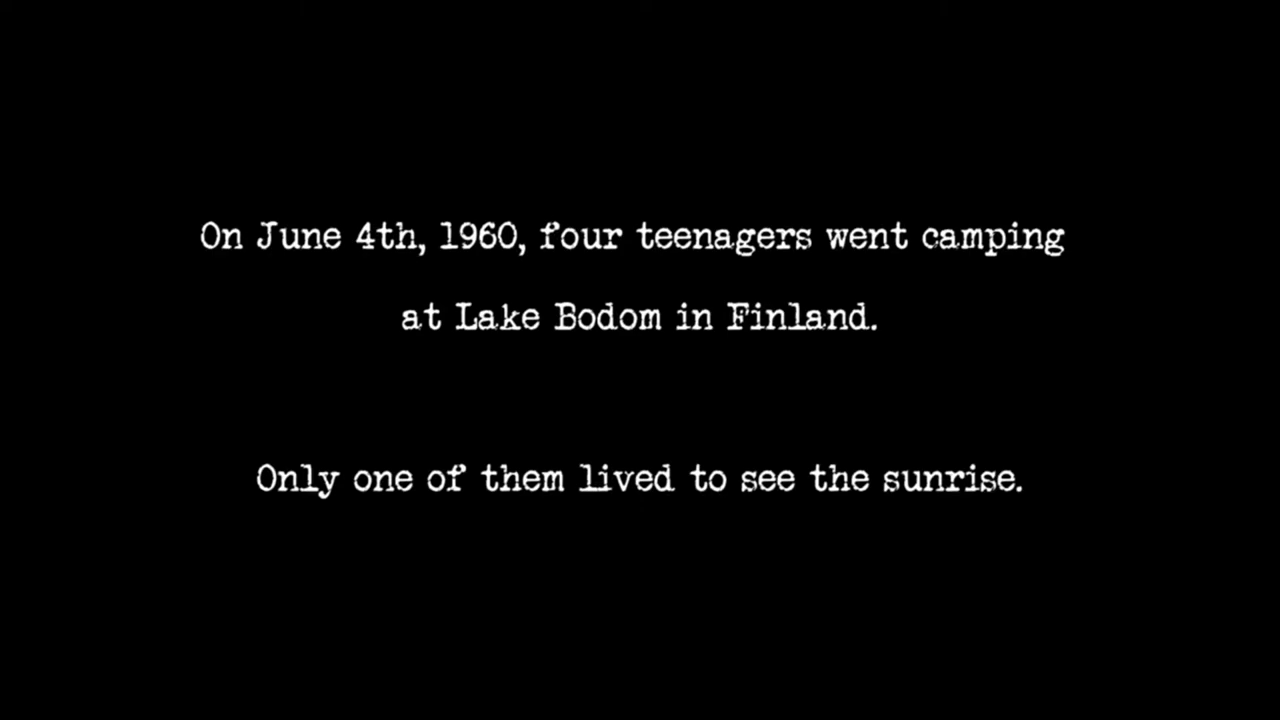 On June 4th, 1960, four teenagers went camping
at Lake Bodom in Finland.
Only one of them lived to see the sunrise.